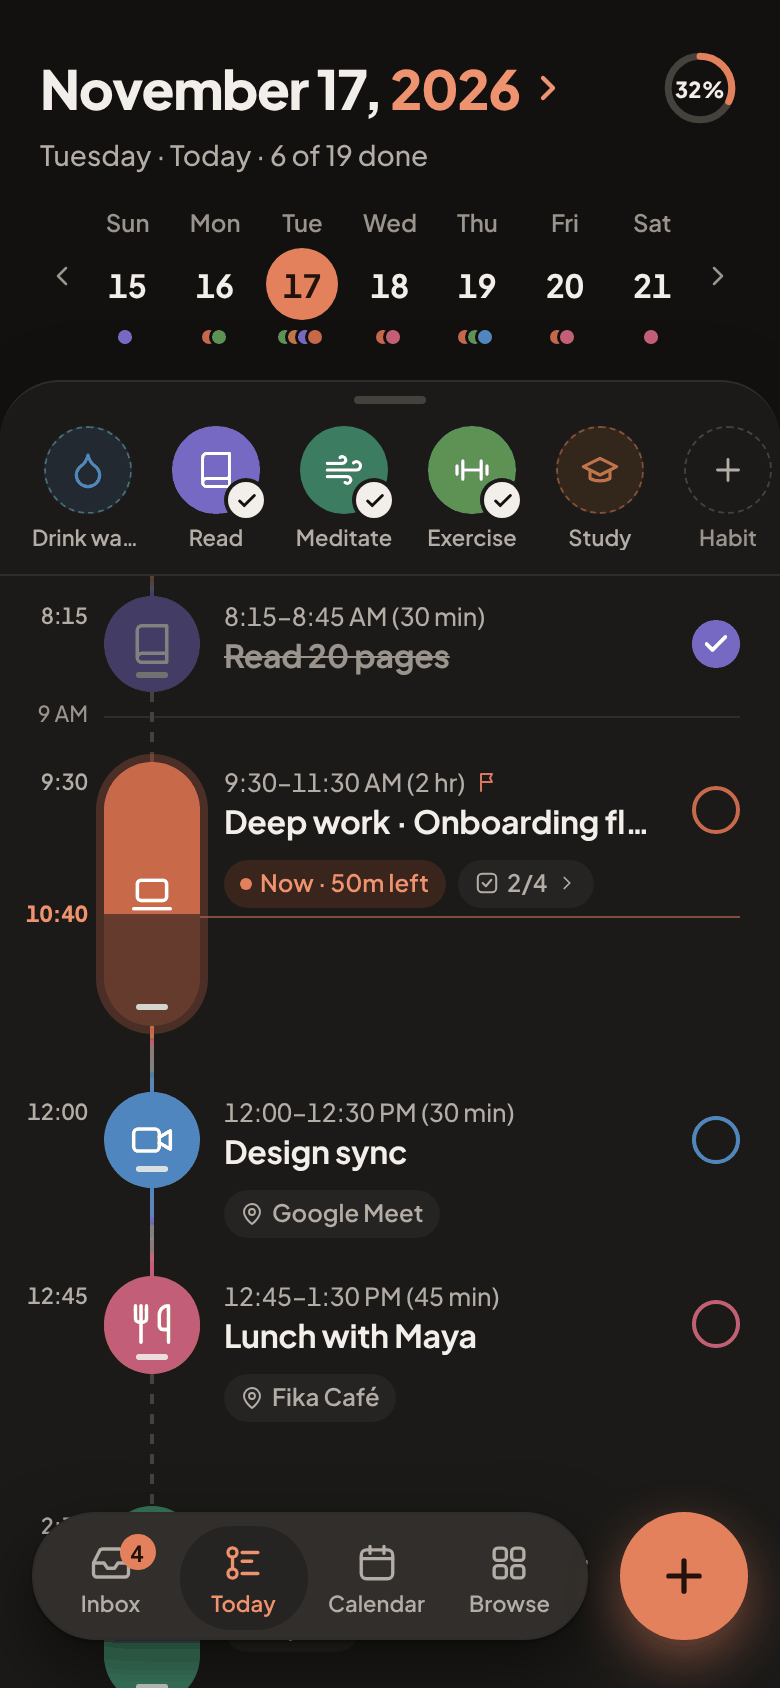 November 17, 2026
32%
Tuesday · Today · 6 of 19 done
Sun Mon Tue Wed Thu Fri Sat
15 16 17 18 19 20 21
Drink wa... Read Meditate Exercise Study Habit
8:15
8:15–8:45 AM (30 min)
Read 20 pages
9 AM
9:30
9:30–11:30 AM (2 hr)
Deep work · Onboarding fl...
Now · 50m left
2/4
10:40
12:00
12:00–12:30 PM (30 min)
Design sync
Google Meet
12:45
12:45–1:30 PM (45 min)
Lunch with Maya
Fika Café
4
Inbox Today Calendar Browse